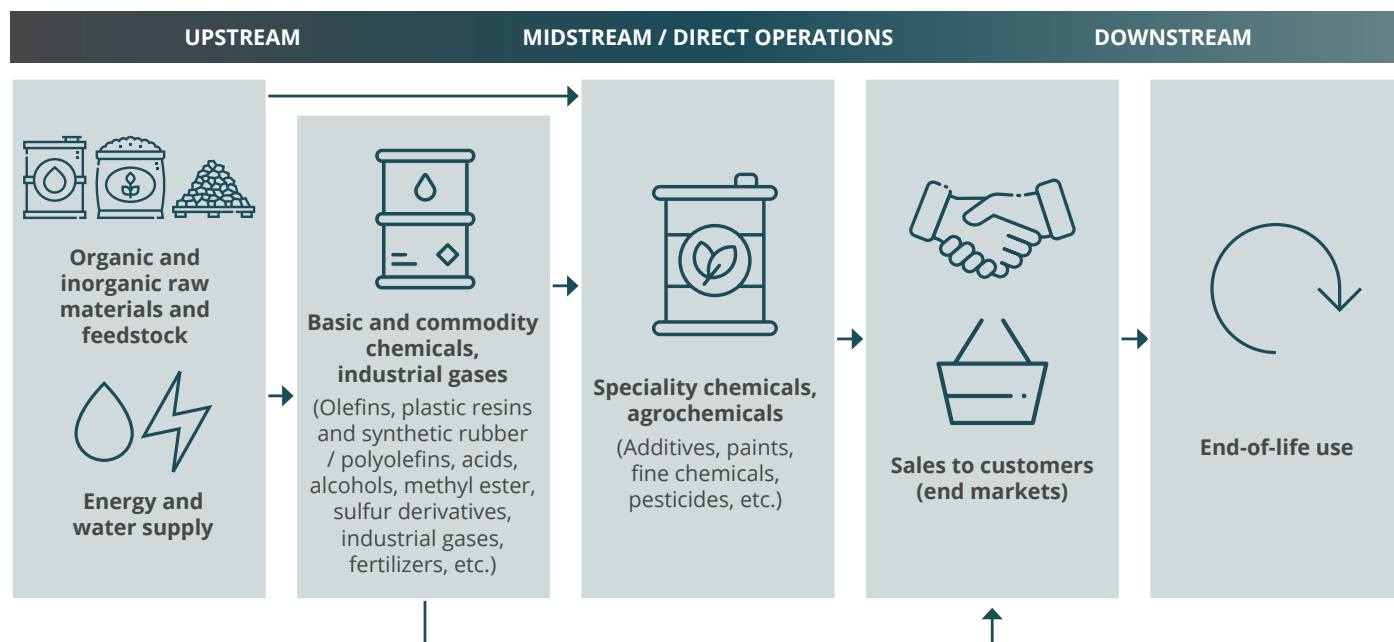 UPSTREAM
MIDSTREAM / DIRECT OPERATIONS
DOWNSTREAM
Organic and
inorganic raw
materials and
feedstock
Energy and
water supply
Basic and commodity
chemicals,
industrial gases
(Olefins, plastic resins
and synthetic rubber
/ polyolefins, acids,
alcohols, methyl ester,
sulfur derivatives,
industrial gases,
fertilizers, etc.)
Speciality chemicals,
agrochemicals
(Additives, paints,
fine chemicals,
pesticides, etc.)
Sales to customers
(end markets)
End-of-life use